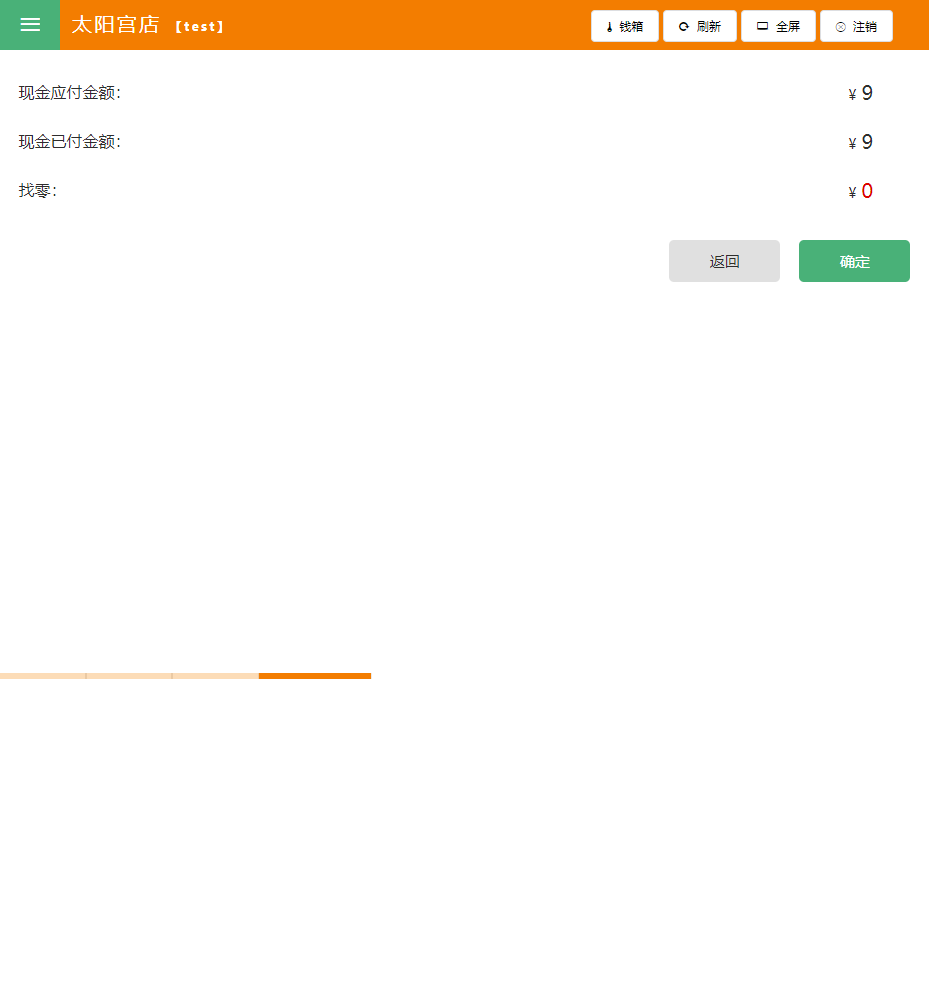 太阳宫店 【test】 钱箱 刷新 全屏 注销
现金应付金额: ¥ 9
现金已付金额: ¥ 9
找零: ¥ 0
返回 确定